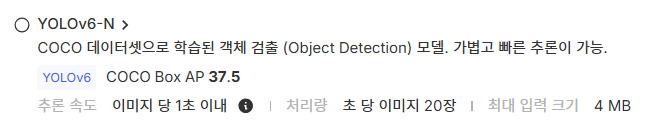 YOLOv6-N
COCO 데이터셋으로 학습된 객체 검출 (Object Detection) 모델. 가볍고 빠른 추론이 가능.
YOLOv6 COCO Box AP 37.5
추론 속도 이미지 당 1초 이내 | 처리량 초 당 이미지 20장 | 최대 입력 크기 4 MB